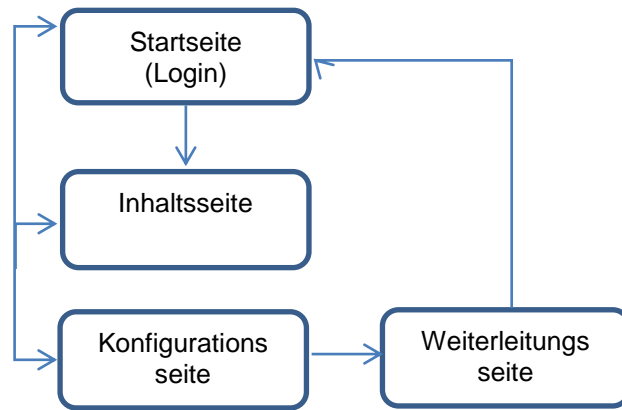 Startseite
(Login)
Inhaltsseite
Konfigurations
seite
Weiterleitungs
seite